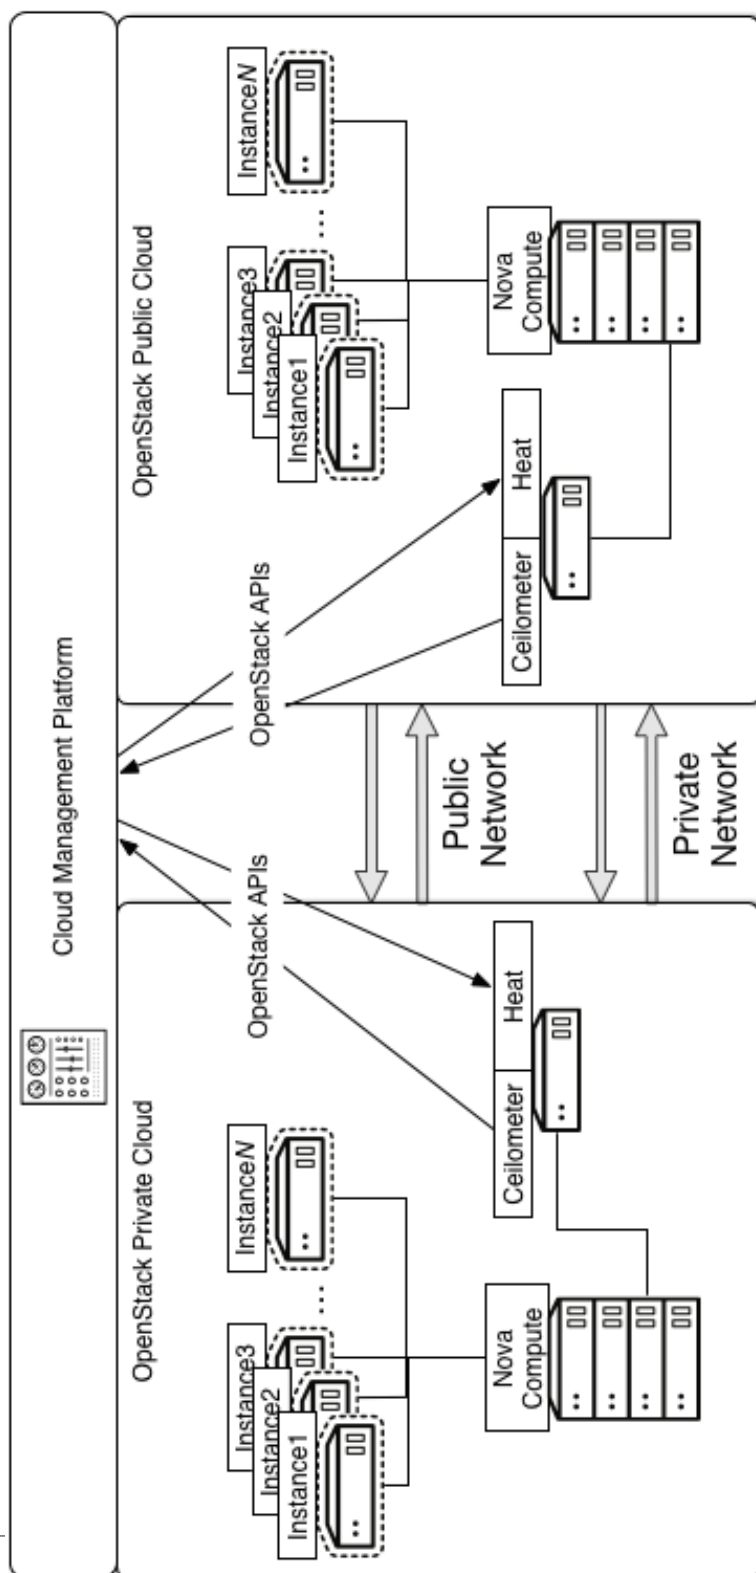 Cloud Management Platform
OpenStack Private Cloud
OpenStack Public Cloud
Instance3
Instance2
Instance1
...
InstanceN
Instance3
Instance2
Instance1
...
InstanceN
OpenStack APIs
OpenStack APIs
Nova
Compute
Ceilometer
Heat
Public
Network
Private
Network
Ceilometer
Heat
Nova
Compute